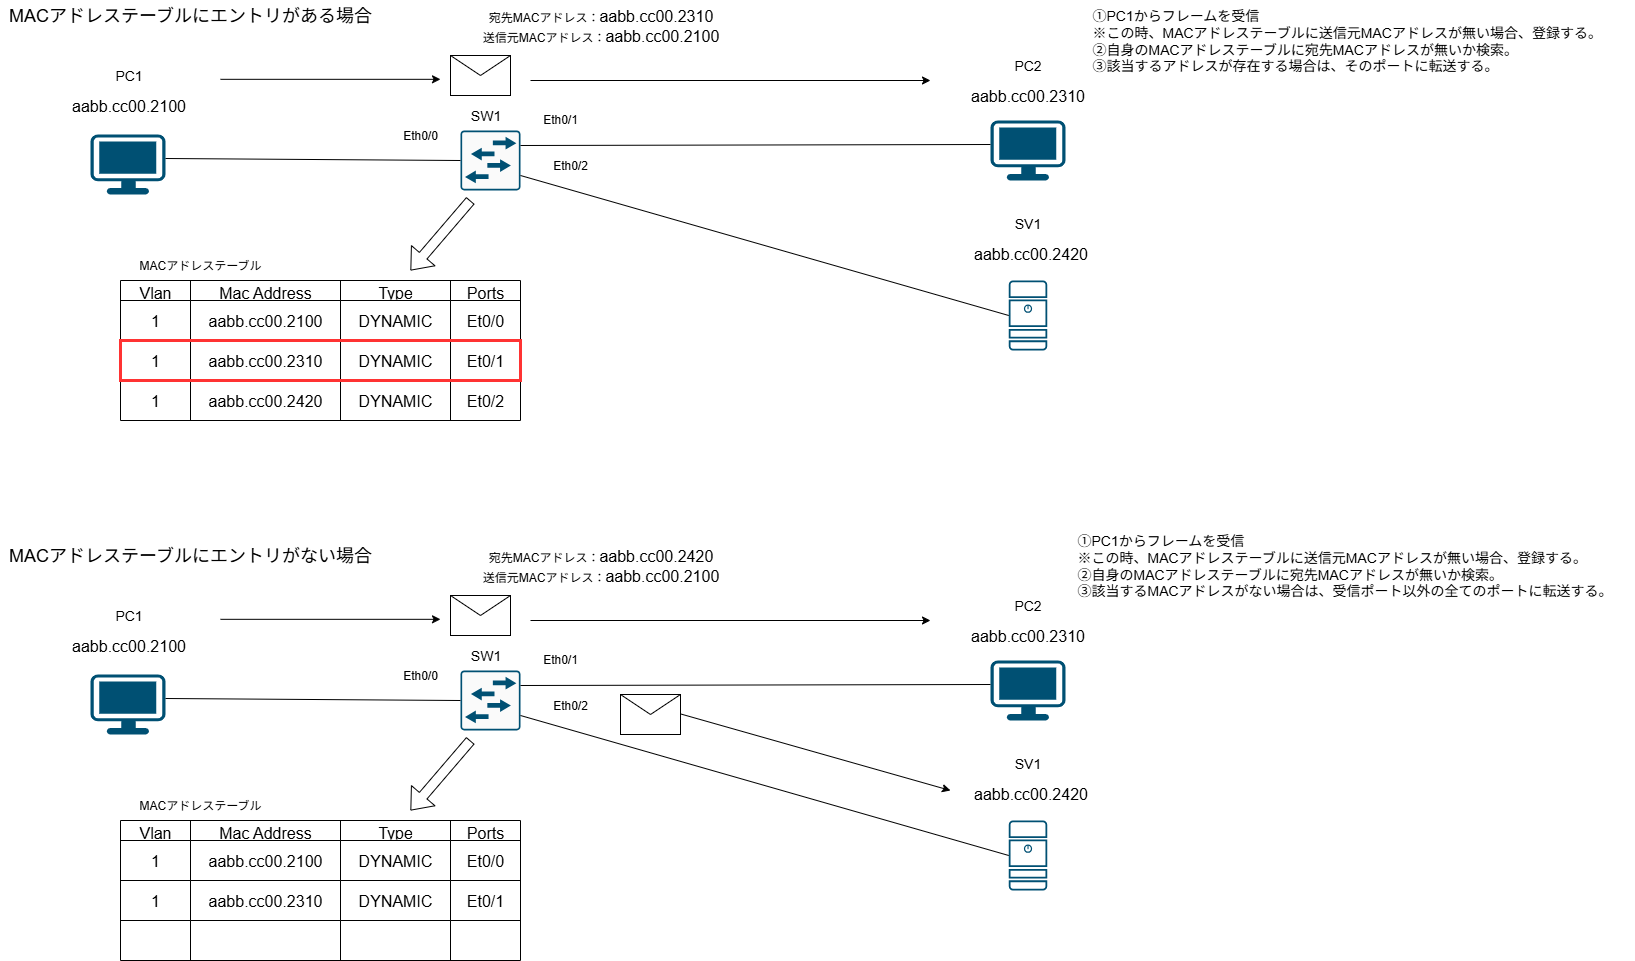 MACアドレステーブルにエントリがある場合
宛先MACアドレス：aabb.cc00.2310
送信元MACアドレス：aabb.cc00.2100
①PC1からフレームを受信
※この時、MACアドレステーブルに送信元MACアドレスが無い場合、登録する。
②自身のMACアドレステーブルに宛先MACアドレスが無いか検索。
③該当するアドレスが存在する場合は、そのポートに転送する。
PC1
aabb.cc00.2100
PC2
aabb.cc00.2310
SW1
Eth0/0
Eth0/1
Eth0/2
SV1
aabb.cc00.2420
MACアドレステーブル
Vlan Mac Address Type Ports
1 aabb.cc00.2100 DYNAMIC Et0/0
1 aabb.cc00.2310 DYNAMIC Et0/1
1 aabb.cc00.2420 DYNAMIC Et0/2
MACアドレステーブルにエントリがない場合
宛先MACアドレス：aabb.cc00.2420
送信元MACアドレス：aabb.cc00.2100
①PC1からフレームを受信
※この時、MACアドレステーブルに送信元MACアドレスが無い場合、登録する。
②自身のMACアドレステーブルに宛先MACアドレスが無いか検索。
③該当するMACアドレスがない場合は、受信ポート以外の全てのポートに転送する。
PC1
aabb.cc00.2100
PC2
aabb.cc00.2310
SW1
Eth0/0
Eth0/1
Eth0/2
SV1
aabb.cc00.2420
MACアドレステーブル
Vlan Mac Address Type Ports
1 aabb.cc00.2100 DYNAMIC Et0/0
1 aabb.cc00.2310 DYNAMIC Et0/1